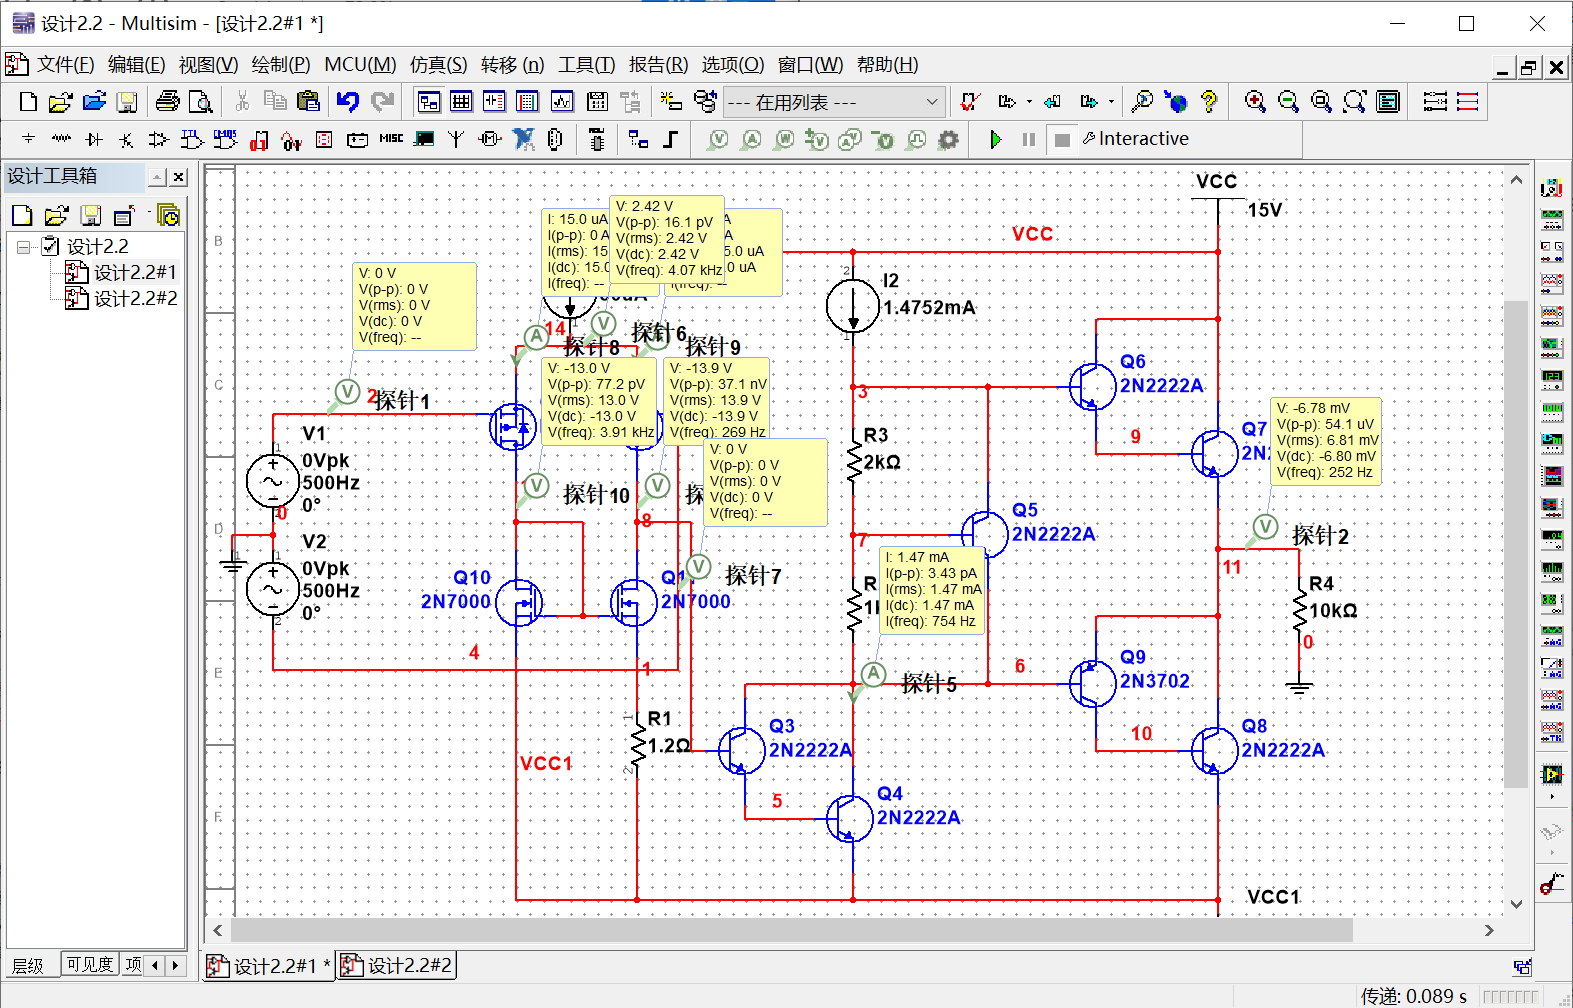 设计2.2 - Multisim - [设计2.2#1 *]
文件(F) 编辑(E) 视图(V) 绘制(P) MCU(M) 仿真(S) 转移 (n) 工具(T) 报告(R) 选项(O) 窗口(W) 帮助(H)
--- 在用列表 ---
MISC
Interactive
设计工具箱
设计2.2
设计2.2#1
设计2.2#2
层级
可见度
项
B
C
D
E
F
VCC
15V
VCC
I: 15.0 uA
I(p-p): 0 A
I(rms): 15
I(dc): 15.0
I(freq): --
V: 2.42 V
V(p-p): 16.1 pV
V(rms): 2.42 V
V(dc): 2.42 V
V(freq): 4.07 kHz
A
A
5.0 uA
.0 uA
I(freq): --
V: 0 V
V(p-p): 0 V
V(rms): 0 V
V(dc): 0 V
V(freq): --
2
I2
1.4752mA
1
14
探针8
探针6
探针9
V: -13.0 V
V(p-p): 77.2 pV
V(rms): 13.0 V
V(dc): -13.0 V
V(freq): 3.91 kHz
V: -13.9 V
V(p-p): 37.1 nV
V(rms): 13.9 V
V(dc): -13.9 V
V(freq): 269 Hz
V: 0 V
V(p-p): 0 V
V(rms): 0 V
V(dc): 0 V
V(freq): --
2
探针1
V1
0Vpk
500Hz
0°
0
V2
0Vpk
500Hz
0°
3
Q6
2N2222A
9
Q7
V: -6.78 mV
V(p-p): 54.1 uV
V(rms): 6.81 mV
V(dc): -6.80 mV
V(freq): 252 Hz
R3
2kΩ
探针10
8
Q5
2N2222A
7
探针2
11
R4
10kΩ
0
I: 1.47 mA
I(p-p): 3.43 pA
I(rms): 1.47 mA
I(dc): 1.47 mA
I(freq): 754 Hz
探针7
Q10
2N7000
2N7000
4
1
探针5
6
Q9
2N3702
10
Q8
2N2222A
R1
1.2Ω
VCC1
Q3
2N2222A
5
Q4
2N2222A
VCC1
设计2.2#1 *
设计2.2#2
传递: 0.089 s